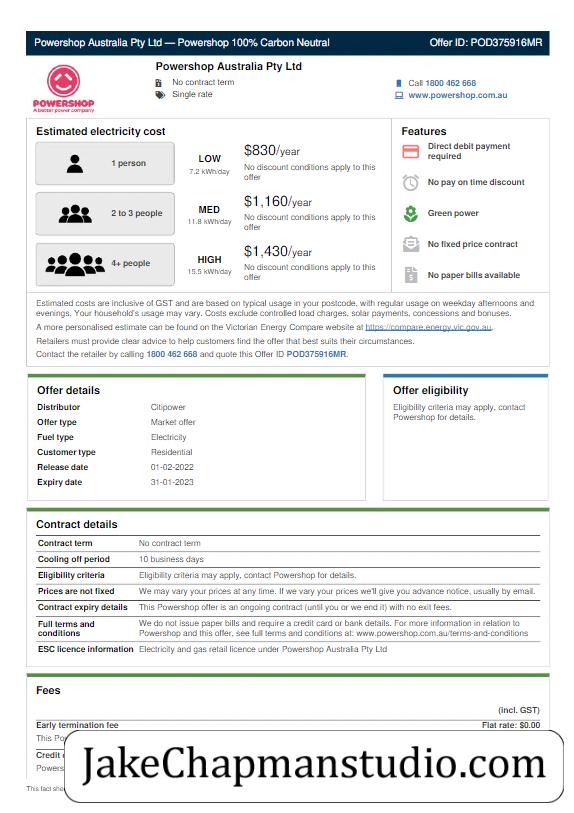 Powershop Australia Pty Ltd — Powershop 100% Carbon Neutral Offer ID: POD375916MR
Powershop Australia Pty Ltd
No contract term
Single rate
Call 1800 462 668
www.powershop.com.au
POWERSHOP
A better power company
Estimated electricity cost
1 person
LOW
7.2 kWh/day
$830/year
No discount conditions apply to this
offer
2 to 3 people
MED
11.8 kWh/day
$1,160/year
No discount conditions apply to this
offer
4+ people
HIGH
15.5 kWh/day
$1,430/year
No discount conditions apply to this
offer
Features
Direct debit payment
required
No pay on time discount
Green power
No fixed price contract
No paper bills available
Estimated costs are inclusive of GST and are based on typical usage in your postcode, with regular usage on weekday afternoons and
evenings. Your household's usage may vary. Costs exclude controlled load charges, solar payments, concessions and bonuses.
A more personalised estimate can be found on the Victorian Energy Compare website at https://compare.energy.vic.gov.au.
Retailers must provide clear advice to help customers find the offer that best suits their circumstances.
Contact the retailer by calling 1800 462 668 and quote this Offer ID POD375916MR.
Offer details
Distributor Citipower
Offer type Market offer
Fuel type Electricity
Customer type Residential
Release date 01-02-2022
Expiry date 31-01-2023
Offer eligibility
Eligibility criteria may apply, contact
Powershop for details.
Contract details
Contract term No contract term
Cooling off period 10 business days
Eligibility criteria Eligibility criteria may apply, contact Powershop for details.
Prices are not fixed We may vary your prices at any time. If we vary your prices we'll give you advance notice, usually by email.
Contract expiry details This Powershop offer is an ongoing contract (until you or we end it) with no exit fees.
Full terms and
conditions
We do not issue paper bills and require a credit card or bank details. For more information in relation to
Powershop and this offer, see full terms and conditions at: www.powershop.com.au/terms-and-conditions
ESC licence information Electricity and gas retail licence under Powershop Australia Pty Ltd
Fees
(incl. GST)
Early termination fee Flat rate: $0.00
This
Credit
JakeChapmanstudio.com
This fact